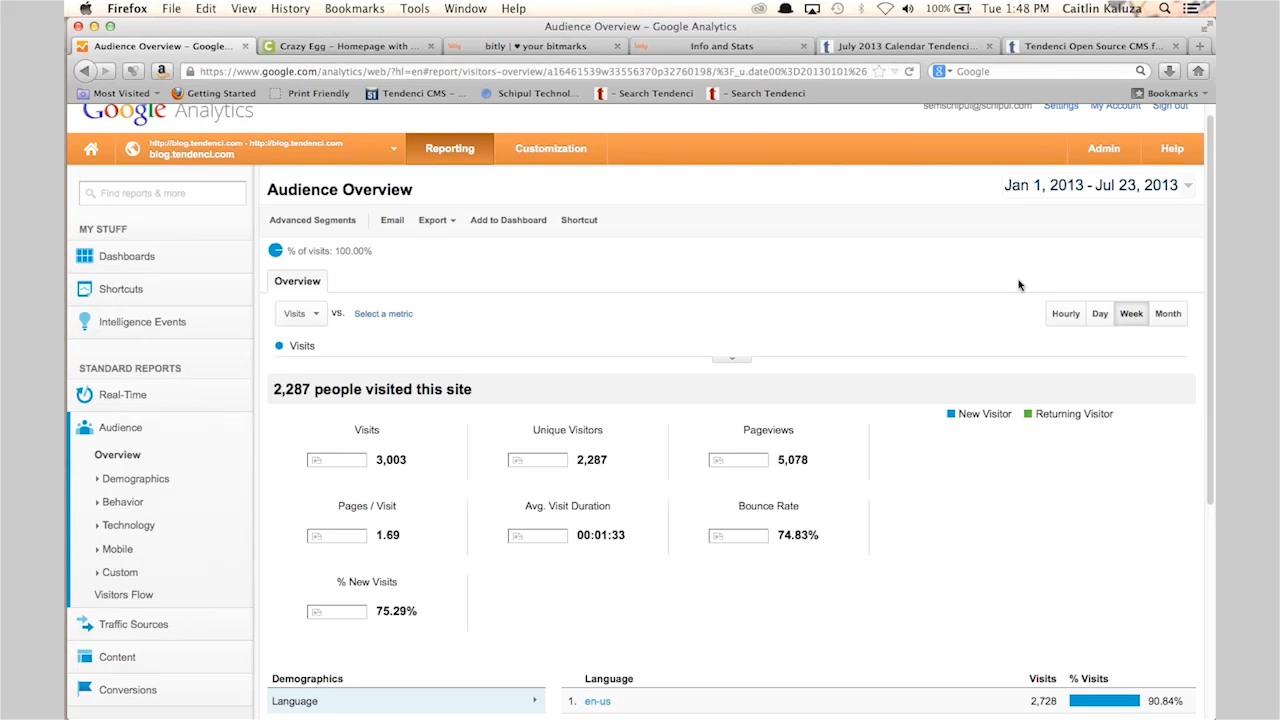 Firefox File Edit View History Bookmarks Tools Window Help 100% Tue 1:48 PM Caitlin Kaluza
Audience Overview – Google Analytics
Audience Overview – Google... Crazy Egg – Homepage with ... bitly | ♥ your bitmarks Info and Stats July 2013 Calendar Tendenci... Tendenci Open Source CMS f...
https://www.google.com/analytics/web/?hl=en#report/visitors-overview/a16461539w33556370p32760198/%3F_u.date00%3D20130101%26 Google
Most Visited Getting Started Print Friendly Tendenci CMS – ... Schipul Technol... – Search Tendenci – Search Tendenci Bookmarks
Google Analytics semschipul@schipul.com Settings My Account Sign out
http://blog.tendenci.com - http://blog.tendenci.com
blog.tendenci.com
Reporting Customization Admin Help
Find reports & more
MY STUFF
Dashboards
Shortcuts
Intelligence Events
STANDARD REPORTS
Real-Time
Audience
Overview
Demographics
Behavior
Technology
Mobile
Custom
Visitors Flow
Traffic Sources
Content
Conversions
Audience Overview
Jan 1, 2013 - Jul 23, 2013
Advanced Segments Email Export Add to Dashboard Shortcut
% of visits: 100.00%
Overview
Visits VS. Select a metric
Hourly Day Week Month
Visits
2,287 people visited this site
New Visitor Returning Visitor
Visits Unique Visitors Pageviews
3,003 2,287 5,078
Pages / Visit Avg. Visit Duration Bounce Rate
1.69 00:01:33 74.83%
% New Visits
75.29%
Demographics Language Visits % Visits
Language 1. en-us 2,728 90.84%